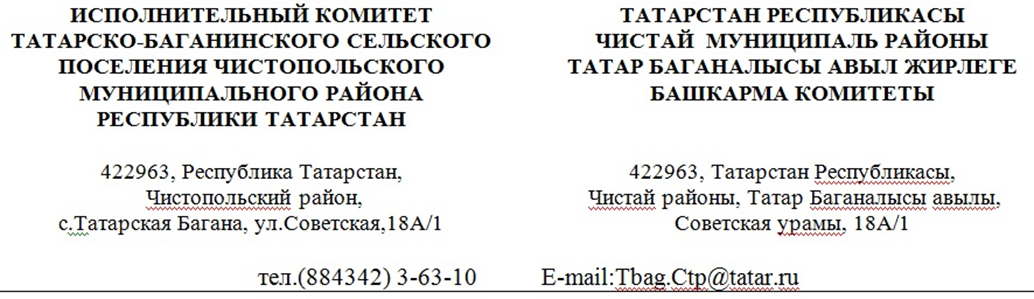 ИСПОЛНИТЕЛЬНЫЙ КОМИТЕТ
ТАТАРСКО-БАГАНИНСКОГО СЕЛЬСКОГО
ПОСЕЛЕНИЯ ЧИСТОПОЛЬСКОГО
МУНИЦИПАЛЬНОГО РАЙОНА
РЕСПУБЛИКИ ТАТАРСТАН
422963, Республика Татарстан,
Чистопольский район,
с.Татарская Багана, ул.Советская,18А/1
ТАТАРСТАН РЕСПУБЛИКАСЫ
ЧИСТАЙ МУНИЦИПАЛЬ РАЙОНЫ
ТАТАР БАГАНАЛЫСЫ АВЫЛ ЖИРЛЕГЕ
БАШКАРМА КОМИТЕТЫ
422963, Татарстан Республикасы,
Чистай районы, Татар Баганалысы авылы,
Советская урамы, 18А/1
тел.(884342) 3-63-10 E-mail:Tbag.Ctp@tatar.ru